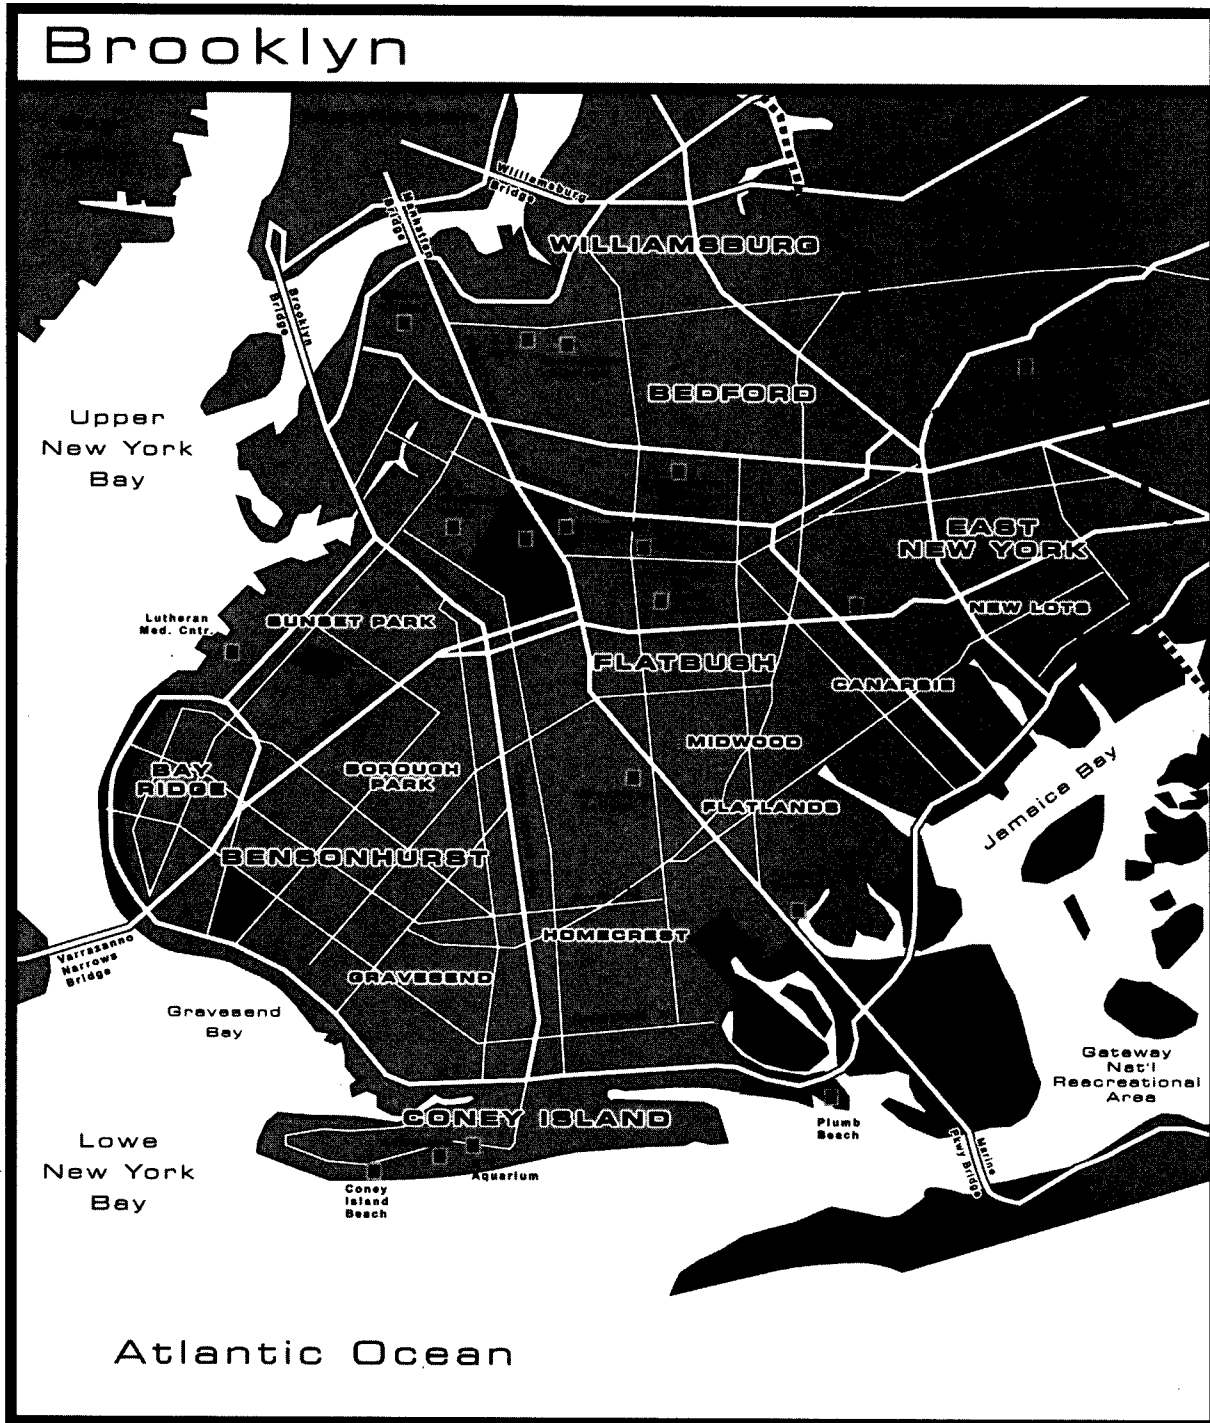 Brooklyn
Williamsburg
Bridge
Manhattan
Bridge
WILLIAMSBURG
Brooklyn
Bridge
BEDFORD
Upper
New York
Bay
EAST
NEW YORK
Lutheran
Med. Cntr.
SUNSET PARK
NEW LOTS
FLATBUSH
CANARSIE
MIDWOOD
BAY
RIDGE
BOROUGH
PARK
FLATLANDS
Jamaica Bay
BENSONHURST
HOMECREST
Varrazanno
Narrows
Bridge
GRAVESEND
Gravesend
Bay
Gateway
Nat'l
Reacreational
Area
CONEY ISLAND
Plumb
Beach
Lowe
New York
Bay
Marine
Pkwy Bridge
Aquarium
Coney
Island
Beach
Atlantic Ocean